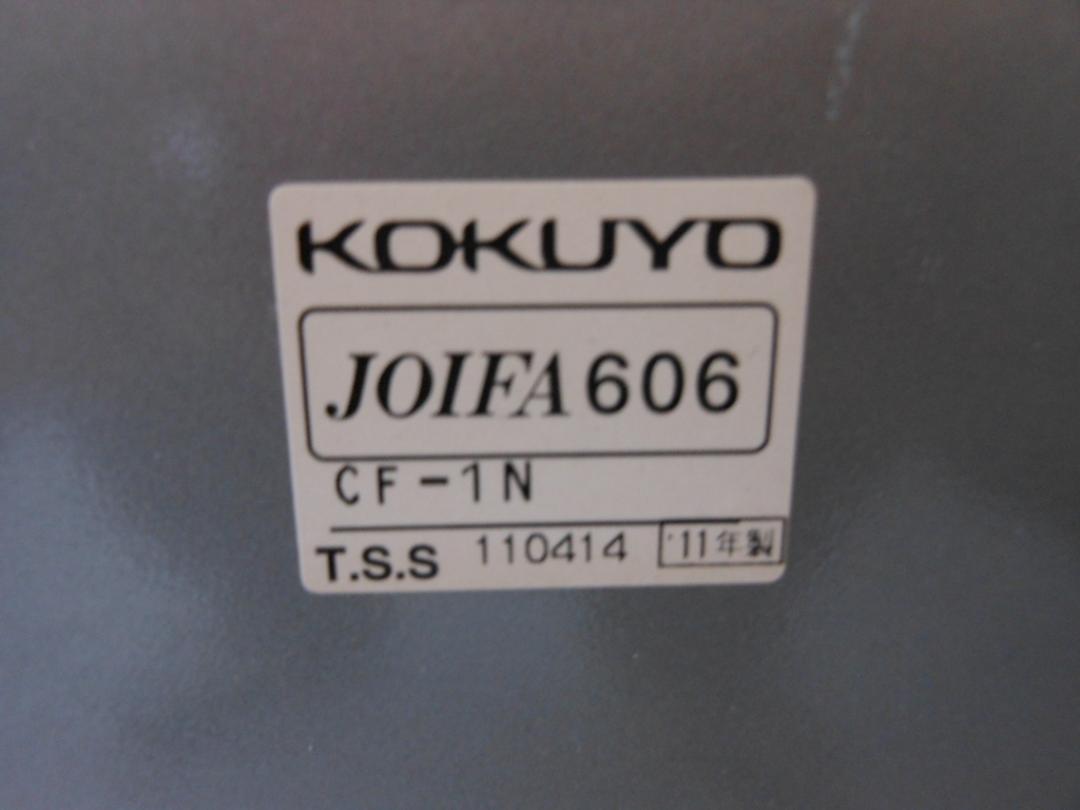 KOKUYO
JOIFA 606
CF-1N
T.S.S 110414 '11年製